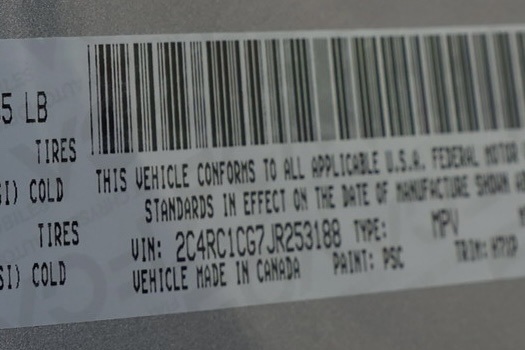 5 LB
TIRES
SI) COLD
TIRES
SI) COLD
THIS VEHICLE CONFORMS TO ALL APPLICABLE U.S.A. FEDERAL MOTOR
STANDARDS IN EFFECT ON THE DATE OF MANUFACTURE SHOWN
VIN: 2C4RC1CG7JR253188 TYPE: MPV
VEHICLE MADE IN CANADA PAINT: PSC TRIM: